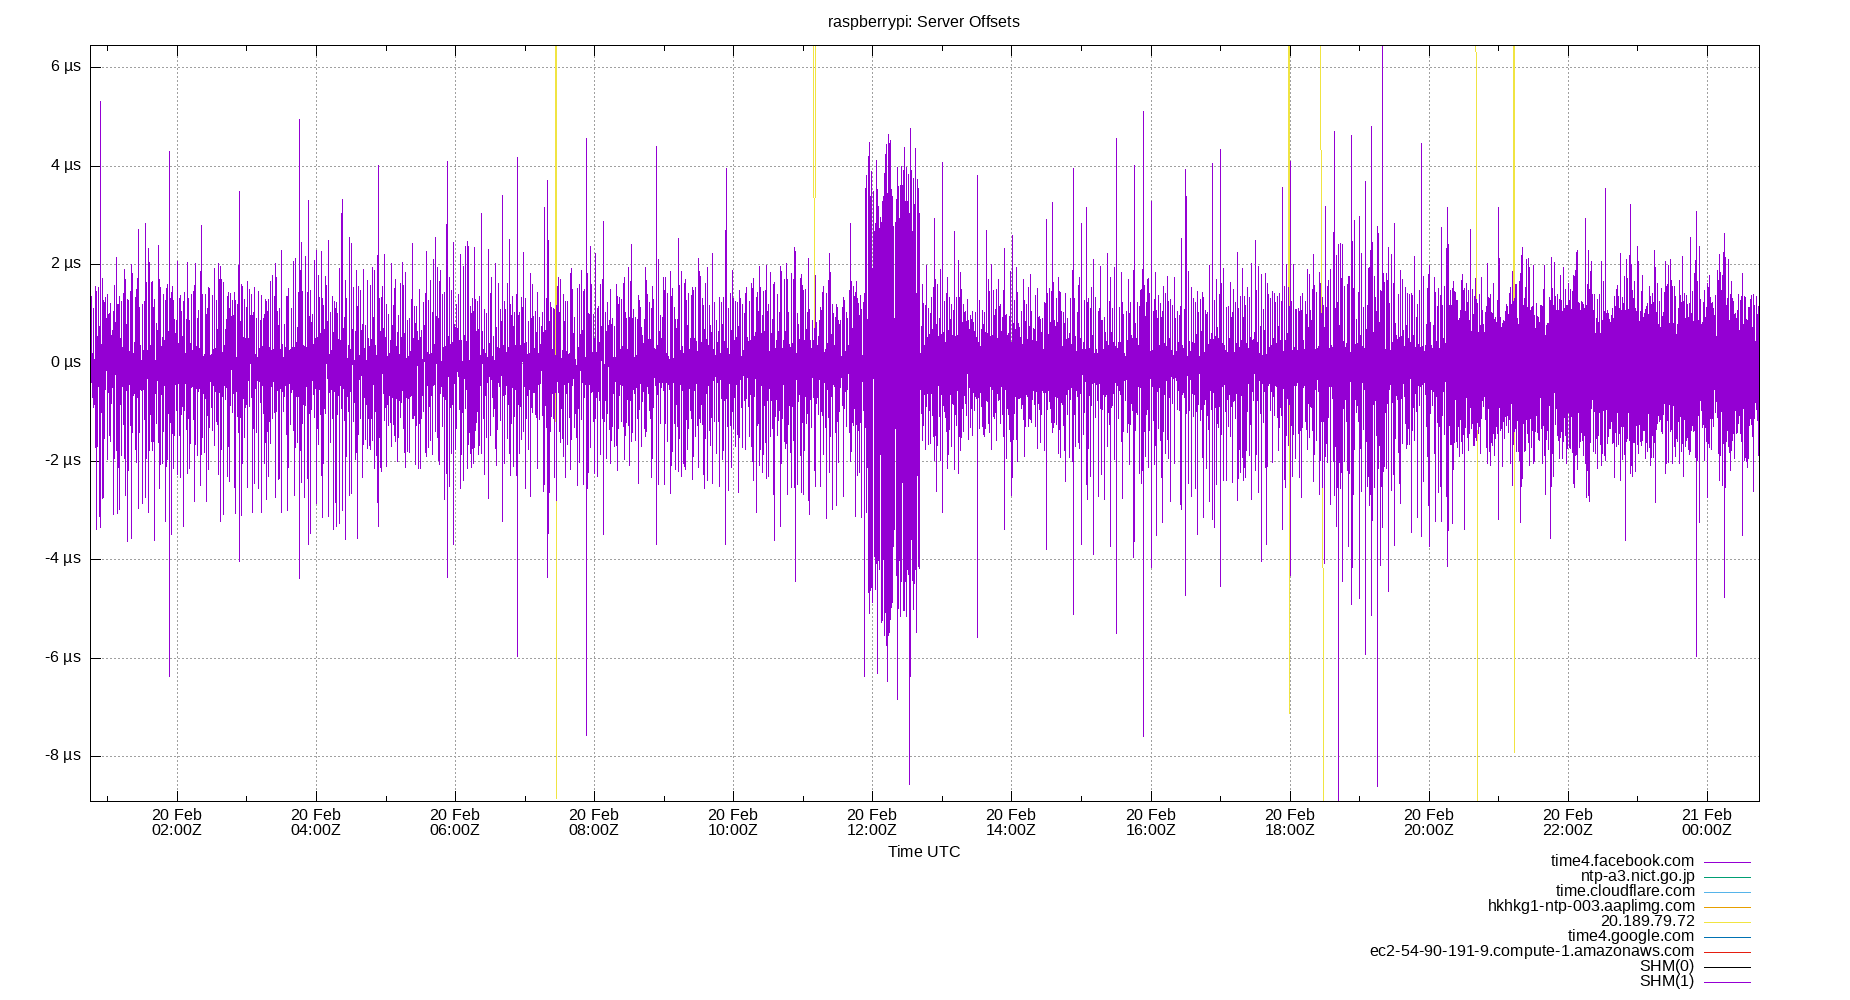 raspberrypi: Server Offsets
6 µs
4 µs
2 µs
0 µs
-2 µs
-4 µs
-6 µs
-8 µs
20 Feb 20 Feb 20 Feb 20 Feb 20 Feb 20 Feb 20 Feb 20 Feb 20 Feb 20 Feb 20 Feb 21 Feb
02:00Z 04:00Z 06:00Z 08:00Z 10:00Z 12:00Z 14:00Z 16:00Z 18:00Z 20:00Z 22:00Z 00:00Z
Time UTC
time4.facebook.com
ntp-a3.nict.go.jp
time.cloudflare.com
hkhkg1-ntp-003.aaplimg.com
20.189.79.72
time4.google.com
ec2-54-90-191-9.compute-1.amazonaws.com
SHM(0)
SHM(1)